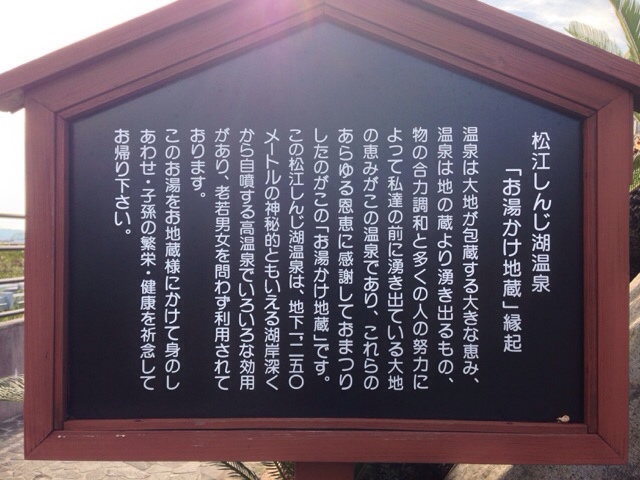 松江しんじ湖温泉
「お湯かけ地蔵」縁起
温泉は大地が包蔵する大きな恵み、
温泉は地の蔵より湧き出るもの、
物の合力調和と多くの人の努力に
よって私達の前に湧き出ている大地
の恵みがこの温泉であり、これらの
あらゆる恩恵に感謝しておまつり
したのがこの「お湯かけ地蔵」です。
この松江しんじ湖温泉は、地下一、二五〇
メートルの神秘的ともいえる湖岸深く
から自噴する高温泉でいろいろな効用
があり、老若男女を問わず利用されて
おります。
このお湯をお地蔵様にかけて身のし
あわせ・子孫の繁栄・健康を祈念して
お帰り下さい。